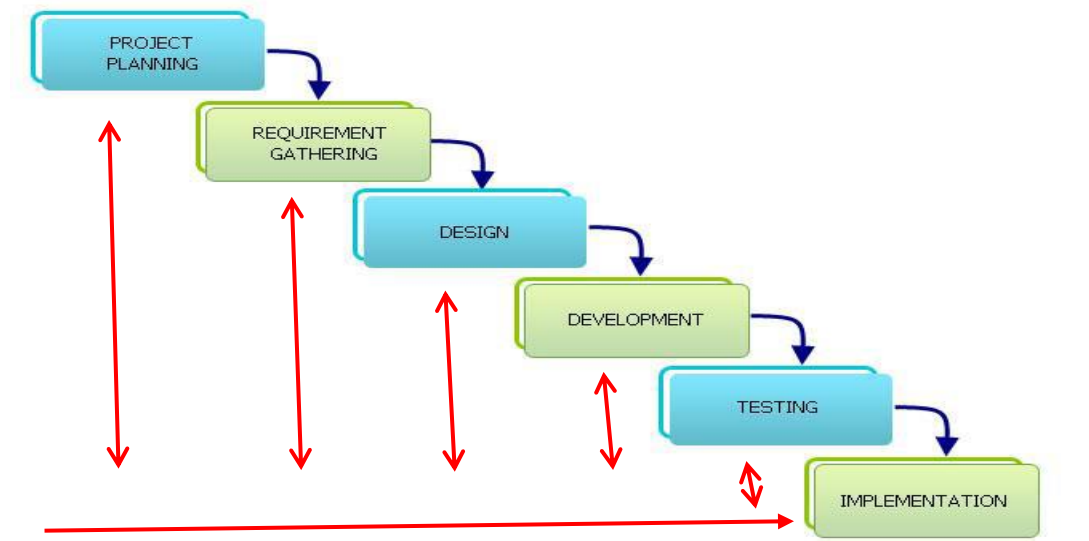 PROJECT
PLANNING
REQUIREMENT
GATHERING
DESIGN
DEVELOPMENT
TESTING
IMPLEMENTATION